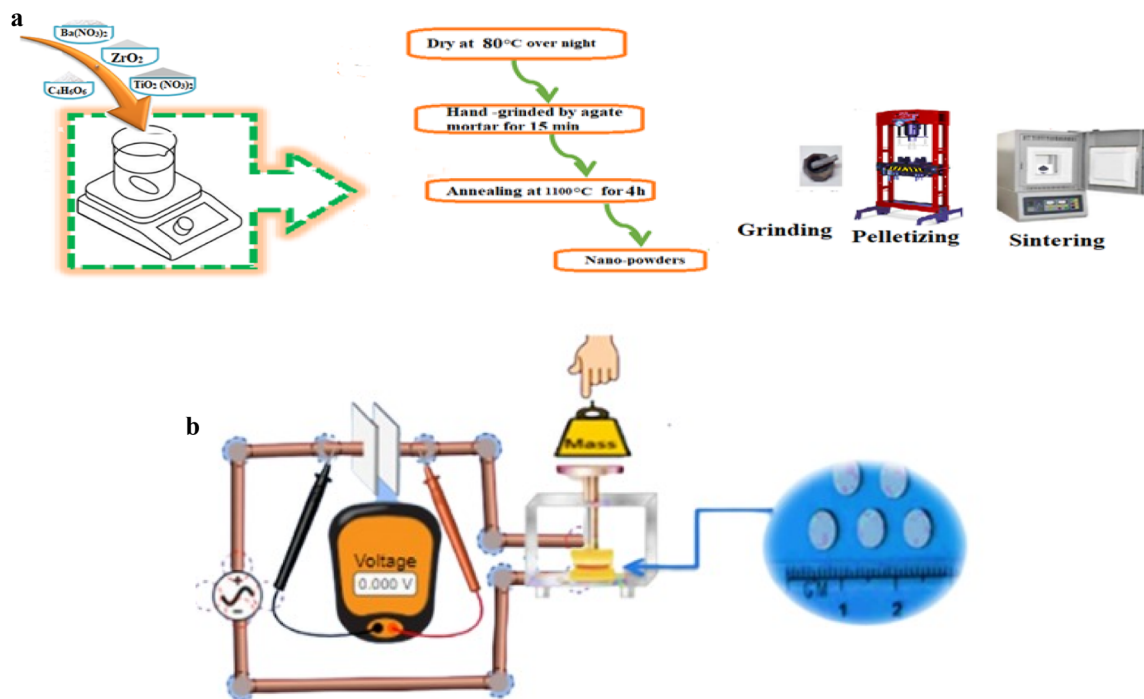 a
Ba(NO₃)₂
ZrO₂
C₄H₆O₆
TiO₂ (NO₃)₂
Dry at 80°C over night
Hand -grinded by agate
mortar for 15 min
Annealing at 1100°C for 4h
Nano-powders
Grinding
Pelletizing
Sintering
b
Mass
Voltage
0.000 V
CM
1
2